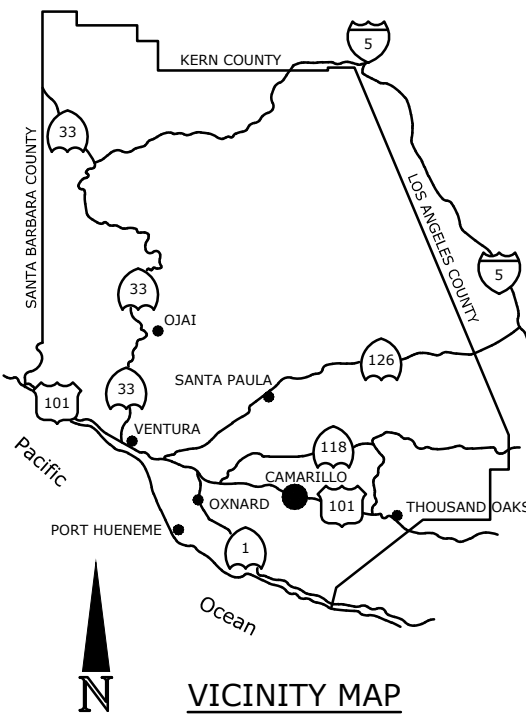 5
KERN COUNTY
33
SANTA BARBARA COUNTY
LOS ANGELES COUNTY
5
33
OJAI
126
SANTA PAULA
33
101
VENTURA
118
Pacific
CAMARILLO
101
OXNARD
THOUSAND OAKS
PORT HUENEME
1
Ocean
N
VICINITY MAP